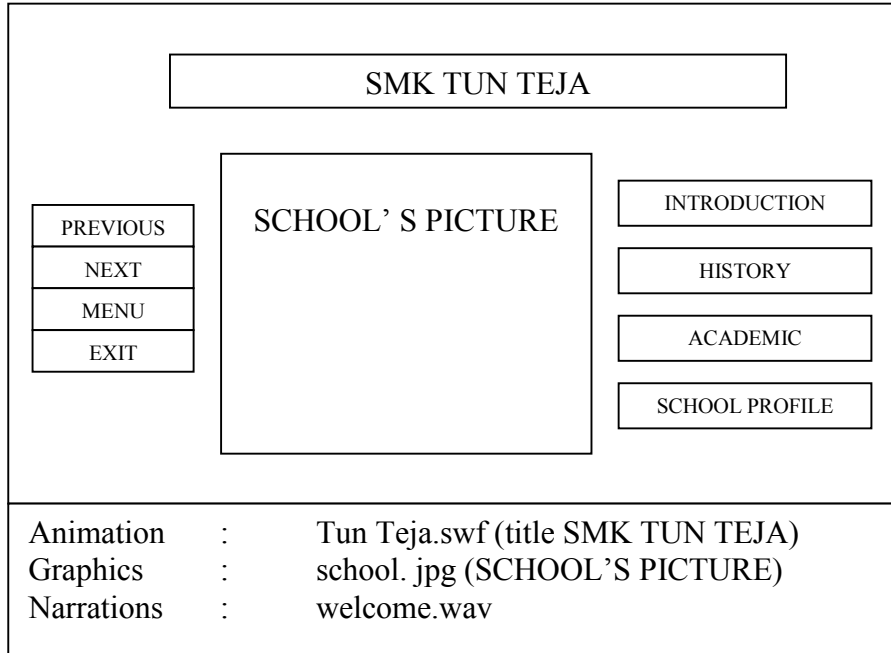 SMK TUN TEJA
PREVIOUS
NEXT
MENU
EXIT
SCHOOL’ S PICTURE
INTRODUCTION
HISTORY
ACADEMIC
SCHOOL PROFILE
Animation : Tun Teja.swf (title SMK TUN TEJA)
Graphics : school. jpg (SCHOOL’S PICTURE)
Narrations : welcome.wav